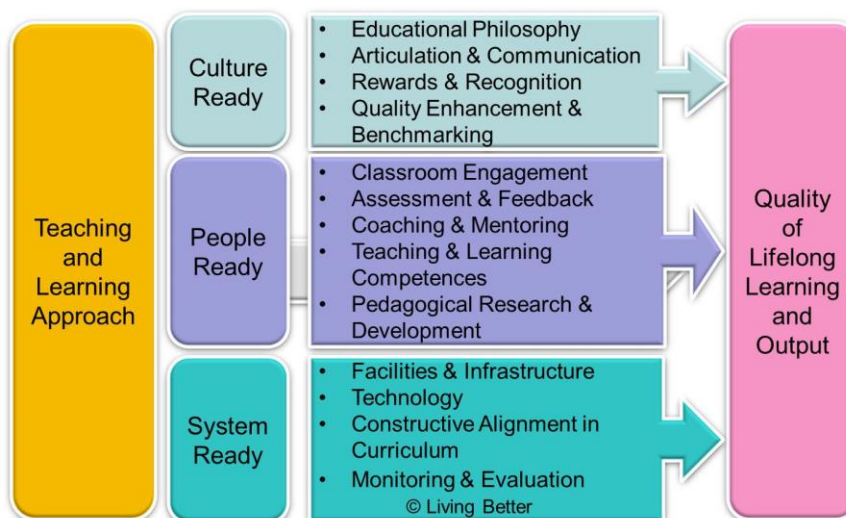 Teaching
and
Learning
Approach
Culture
Ready
• Educational Philosophy
• Articulation & Communication
• Rewards & Recognition
• Quality Enhancement &
Benchmarking
People
Ready
• Classroom Engagement
• Assessment & Feedback
• Coaching & Mentoring
• Teaching & Learning
Competences
• Pedagogical Research &
Development
System
Ready
• Facilities & Infrastructure
• Technology
• Constructive Alignment in
Curriculum
• Monitoring & Evaluation
© Living Better
Quality
of
Lifelong
Learning
and
Output